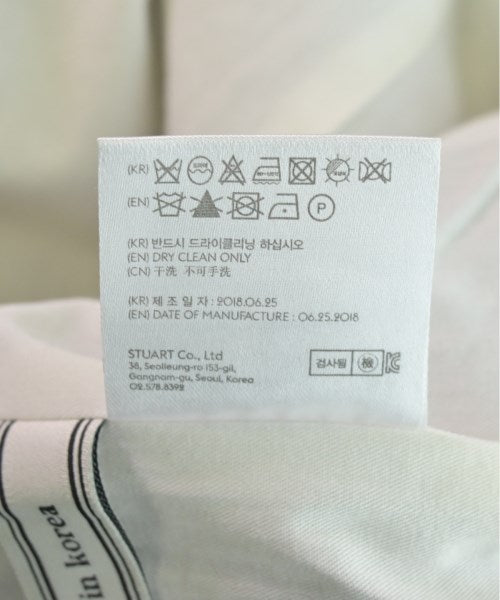 (KR)
(EN)
P
(KR) 반드시 드라이클리닝 하십시오
(EN) DRY CLEAN ONLY
(CN) 干洗 不可手洗
(KR) 제 조 일 자 : 2018.06.25
(EN) DATE OF MANUFACTURE : 06.25.2018
STUART Co., Ltd
38, Seolleung-ro 153-gil,
Gangnam-gu, Seoul, Korea
02.578.8392
검사필 檢
in korea